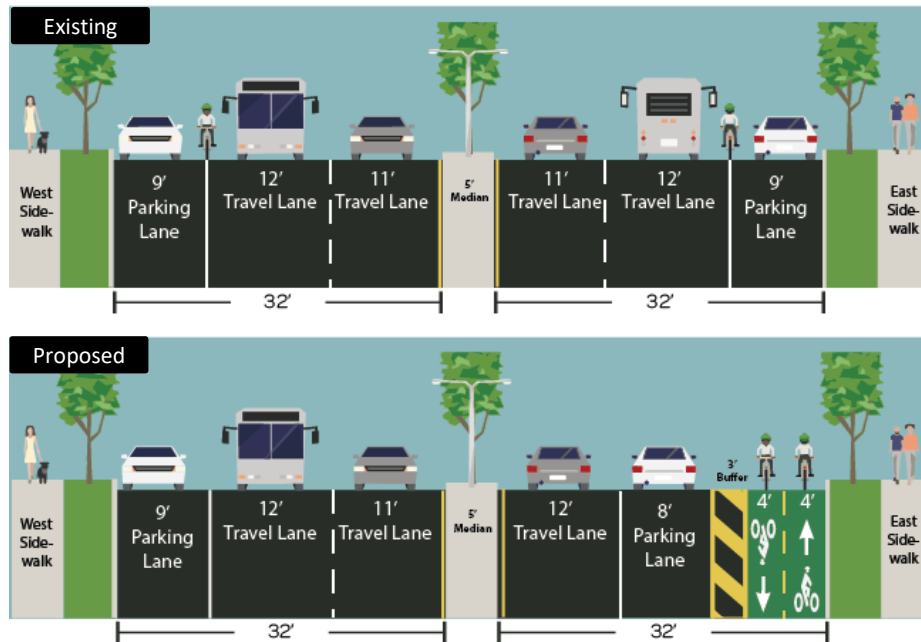 Existing
West
Side-
walk
9’
Parking
Lane
12’
Travel Lane
11’
Travel Lane
5’
Median
11’
Travel Lane
12’
Travel Lane
9’
Parking
Lane
East
Side-
walk
32’
32’
Proposed
West
Side-
walk
9’
Parking
Lane
12’
Travel Lane
11’
Travel Lane
5’
Median
12’
Travel Lane
8’
Parking
Lane
3’
Buffer
4’
4’
East
Side-
walk
32’
32’